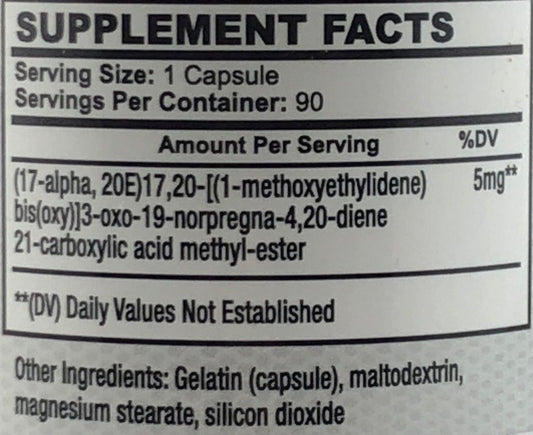 SUPPLEMENT FACTS
Serving Size: 1 Capsule
Servings Per Container: 90
Amount Per Serving %DV
(17-alpha, 20E)17,20-[(1-methoxyethylidene) 5mg**
bis(oxy)]3-oxo-19-norpregna-4,20-diene
21-carboxylic acid methyl-ester
**(DV) Daily Values Not Established
Other Ingredients: Gelatin (capsule), maltodextrin,
magnesium stearate, silicon dioxide